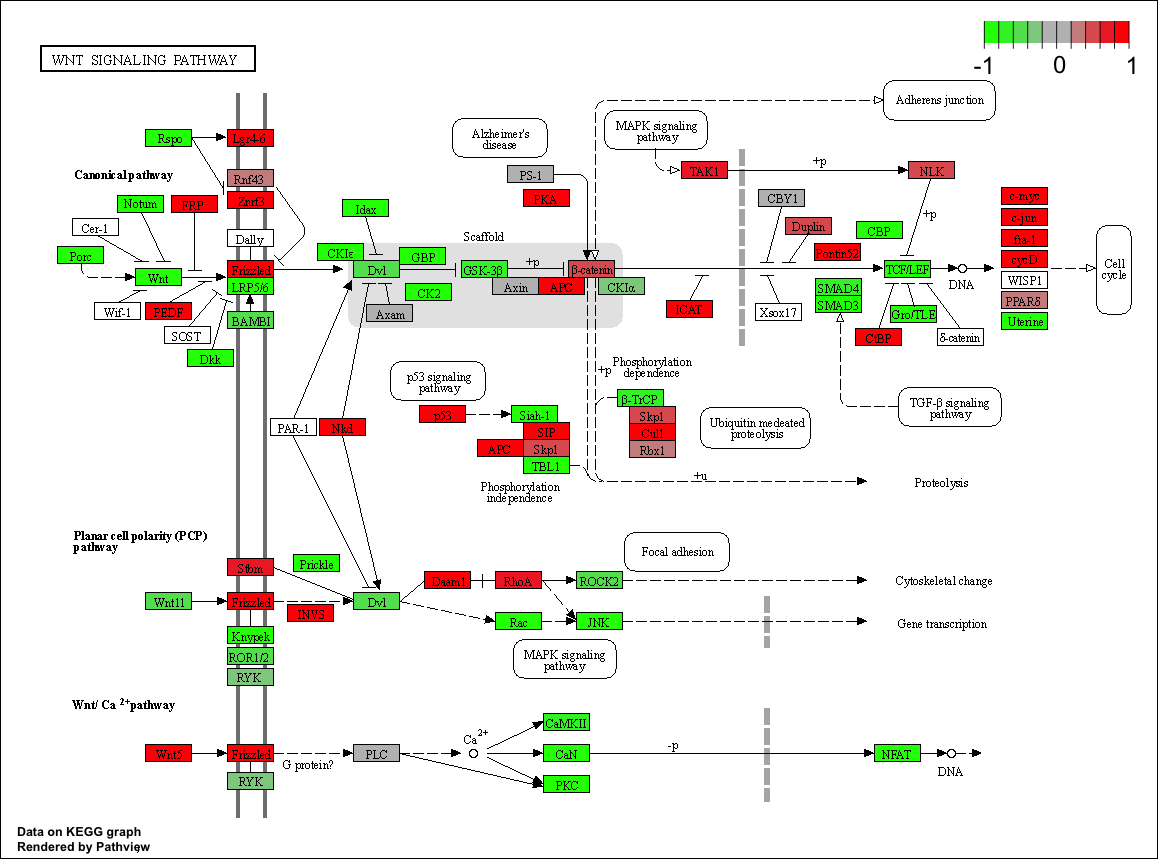 WNT SIGNALING PATHWAY
-1 0 1
Adherens junction
Alzheimer's
disease
MAPK signaling
pathway
Rspo
Lgr4-6
Canonical pathway
Rnf43
Znrf3
PS-1
PKA
TAK1
+p
NLK
CBY1
Notum
FRP
Idax
Cer-1
Dally
Scaffold
Duplin
CBP
+p
c-myc
c-jun
fra-1
cycD
WISP1
PPARδ
Uterine
Cell
cycle
Porc
Wnt
Frizzled
LRP5/6
CKIε
Dvl
GBP
GSK-3β
+p
β-catenin
Pontin52
TCF/LEF
DNA
CK2
Axin
APC
CKIα
Axam
SMAD4
SMAD3
Wif-1
PEDF
SOST
Dkk
BAMBI
ICAT
Xsox17
Gro/TLE
CtBP
δ-catenin
p53 signaling
pathway
+p
Phosphorylation
dependence
TGF-β signaling
pathway
PAR-1
Nkd
p53
Siah-1
SIP
APC
Skp1
TBL1
β-TrCP
Skp1
Cul1
Rbx1
Ubiquitin medeated
proteolysis
Phosphorylation
independence
+u
Proteolysis
Planar cell polarity (PCP)
pathway
Focal adhesion
Stbm
Prickle
Daam1
RhoA
ROCK2
Cytoskeletal change
Wnt11
Frizzled
INVS
Dvl
Rac
JNK
Gene transcription
Knypek
ROR1/2
RYK
MAPK signaling
pathway
Wnt/ Ca 2+pathway
Wnt5
Frizzled
G protein?
PLC
Ca2+
CaMKII
CaN
PKC
-p
NFAT
DNA
RYK
Data on KEGG graph
Rendered by Pathview